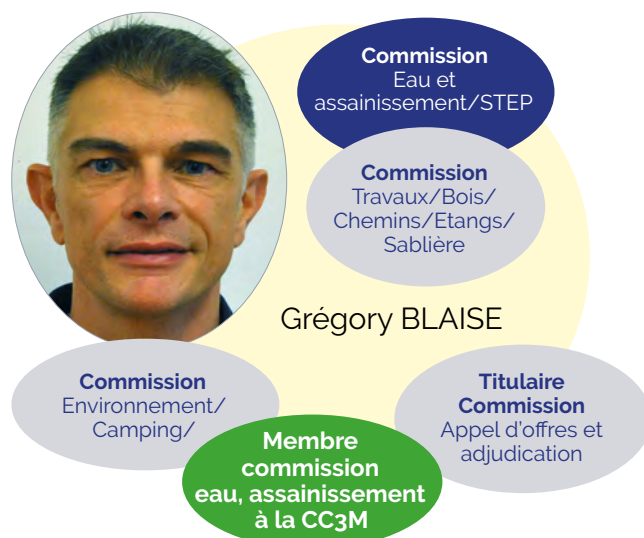 Commission
Eau et
assainissement/STEP
Commission
Travaux/Bois/
Chemins/Etangs/
Sablière
Grégory BLAISE
Commission
Environnement/
Camping/
Titulaire
Commission
Appel d'offres et
adjudication
Membre
commission
eau, assainissement
à la CC3M